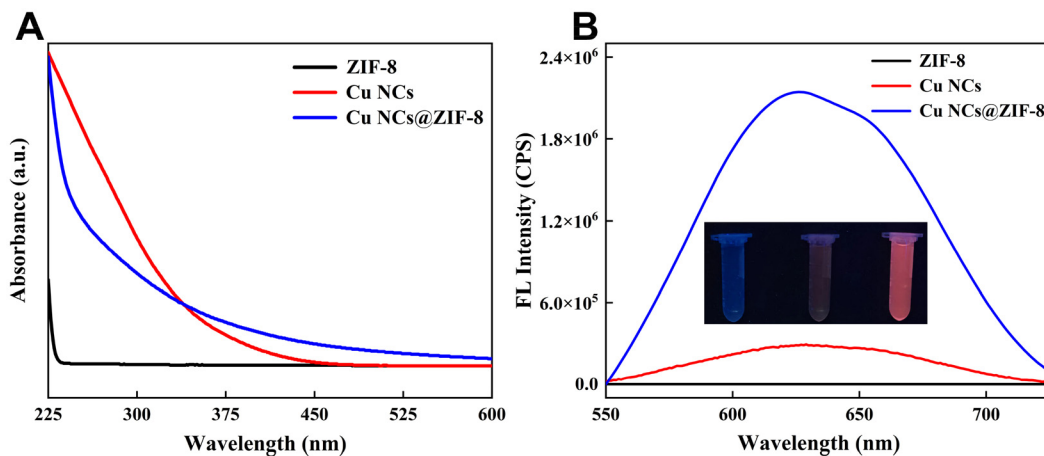 A
ZIF-8
Cu NCs
Cu NCs@ZIF-8
Absorbance (a.u.)
225 300 375 450 525 600
Wavelength (nm)
B
2.4×10⁶
1.8×10⁶
1.2×10⁶
6.0×10⁵
0.0
FL Intensity (CPS)
ZIF-8
Cu NCs
Cu NCs@ZIF-8
550 600 650 700
Wavelength (nm)